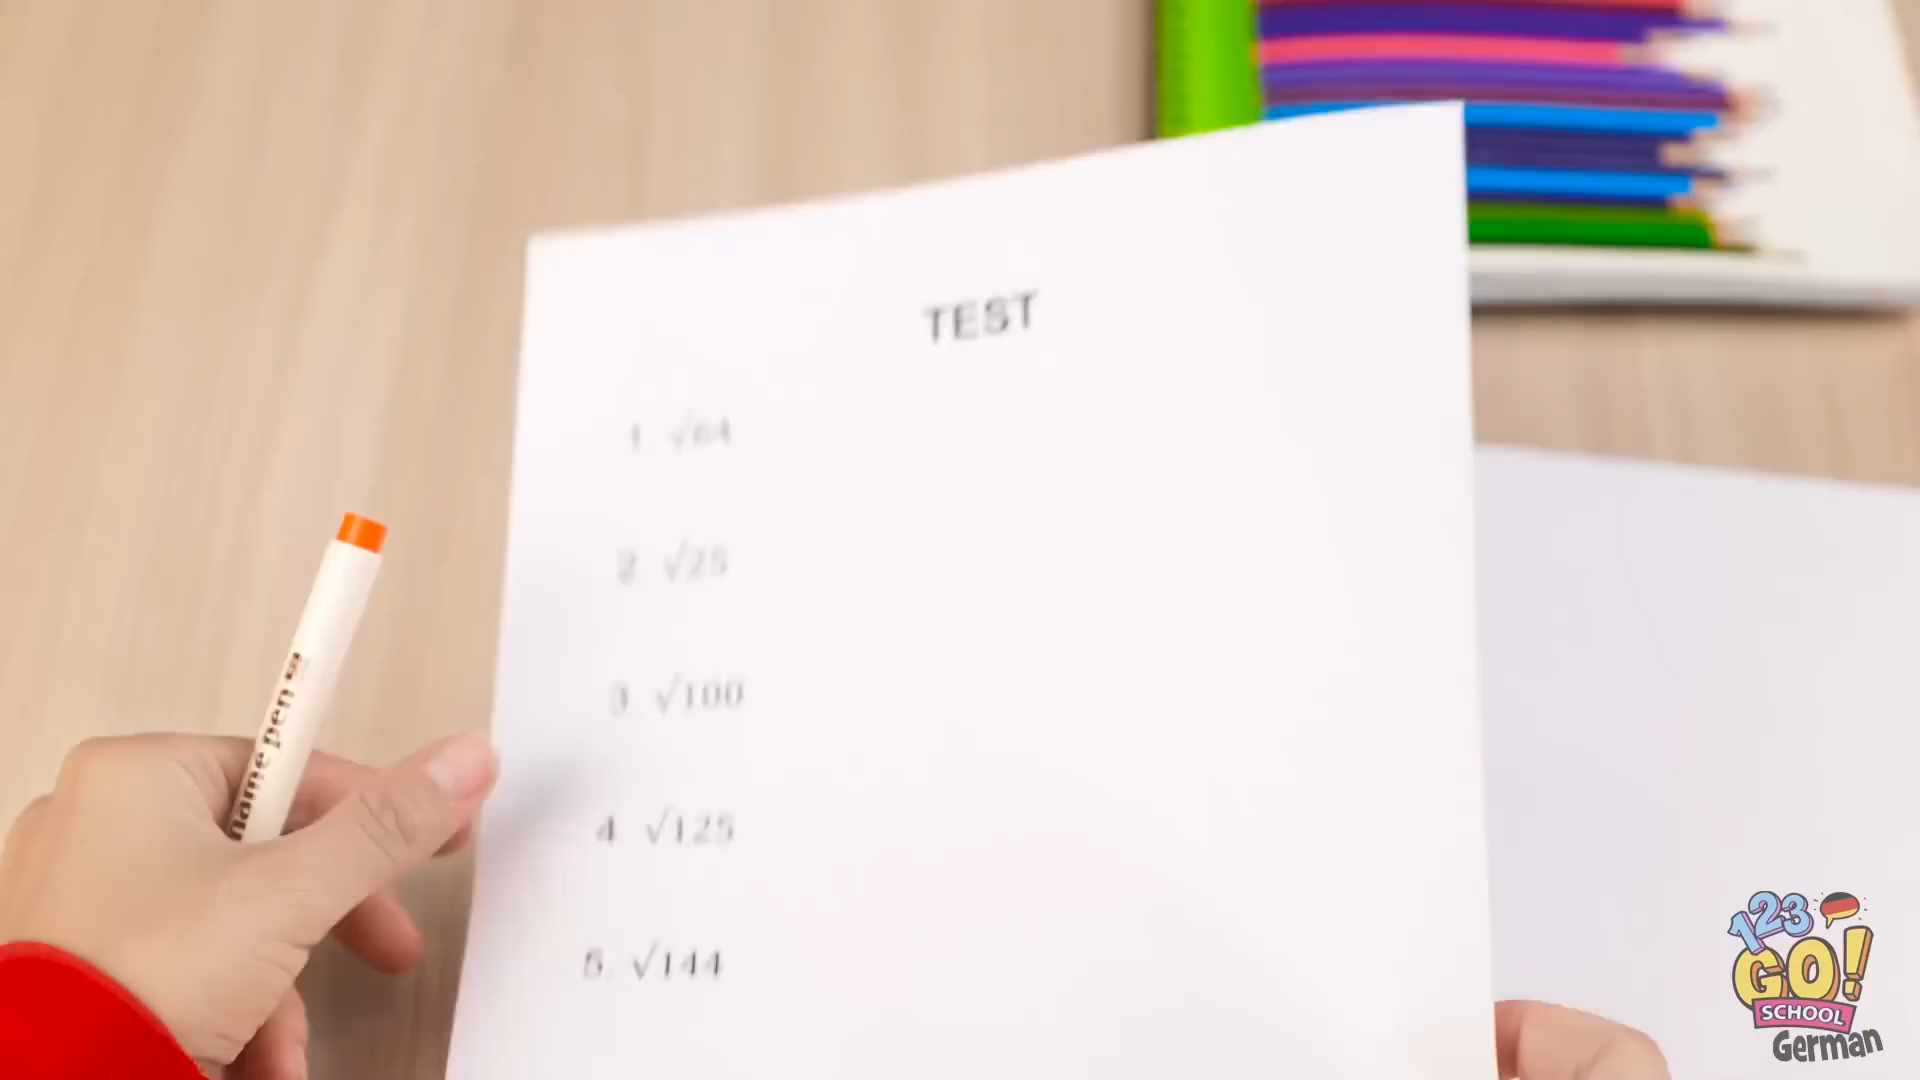 TEST
1. √64
2. √25
3. √100
4. √125
5. √144
name pen
123
GO!
SCHOOL
German